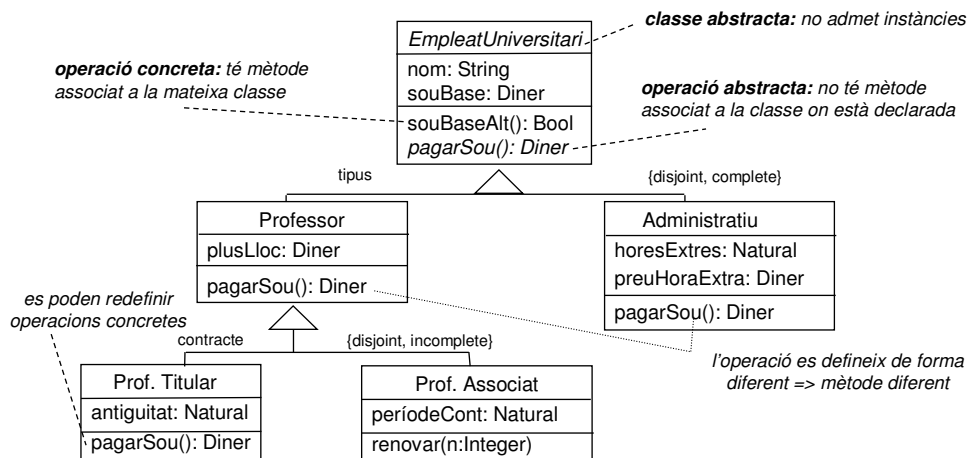 EmpleatUniversitari
nom: String
souBase: Diner
souBaseAlt(): Bool
pagarSou(): Diner
classe abstracta: no admet instàncies
operació concreta: té mètode
associat a la mateixa classe
operació abstracta: no té mètode
associat a la classe on està declarada
tipus
{disjoint, complete}
Professor
plusLloc: Diner
pagarSou(): Diner
Administratiu
horesExtres: Natural
preuHoraExtra: Diner
pagarSou(): Diner
es poden redefinir
operacions concretes
contracte
{disjoint, incomplete}
l'operació es defineix de forma
diferent => mètode diferent
Prof. Titular
antiguitat: Natural
pagarSou(): Diner
Prof. Associat
períodeCont: Natural
renovar(n:Integer)